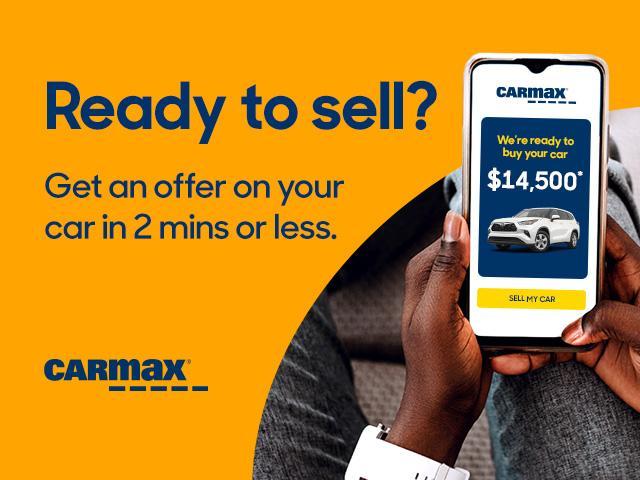 Ready to sell?
Get an offer on your
car in 2 mins or less.
CARMAX®
CARMAX®
We're ready to
buy your car
$14,500*
SELL MY CAR